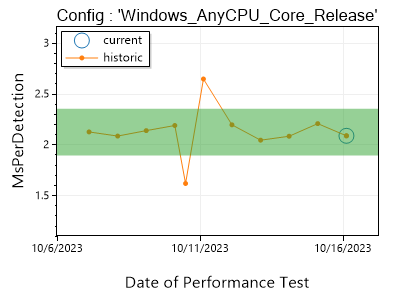 Config : 'Windows_AnyCPU_Core_Release'
current
historic
3
2.5
2
1.5
MsPerDetection
10/6/2023
10/11/2023
10/16/2023
Date of Performance Test